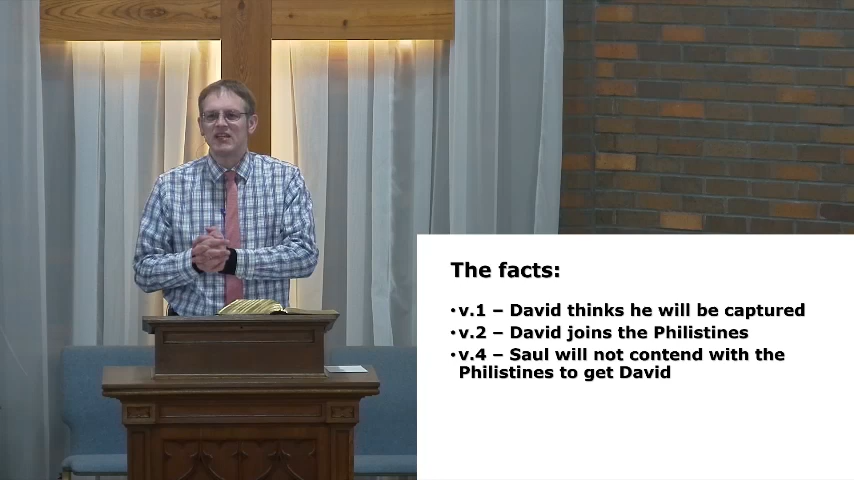 The facts:
•v.1 – David thinks he will be captured
•v.2 – David joins the Philistines
•v.4 – Saul will not contend with the
Philistines to get David